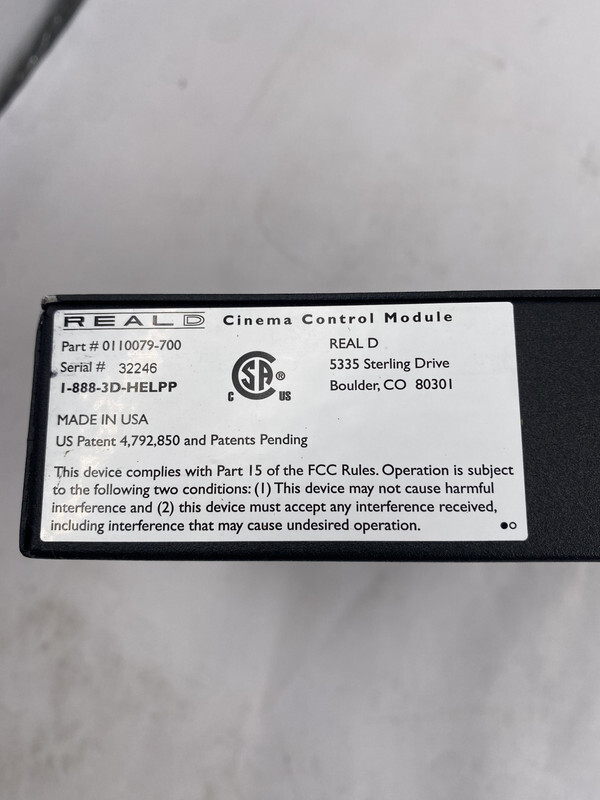 REAL D Cinema Control Module
Part # 0110079-700
Serial # 32246
1-888-3D-HELPP
REAL D
5335 Sterling Drive
Boulder, CO 80301
C SA ® US
MADE IN USA
US Patent 4,792,850 and Patents Pending
This device complies with Part 15 of the FCC Rules. Operation is subject
to the following two conditions: (1) This device may not cause harmful
interference and (2) this device must accept any interference received,
including interference that may cause undesired operation.